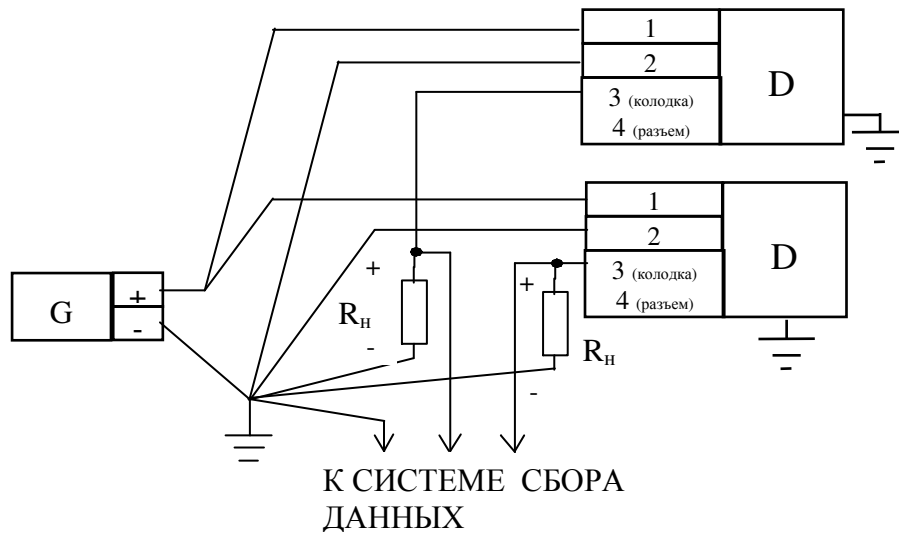 1
2
3 (колодка)
4 (разъем)
D
1
2
3 (колодка)
4 (разъем)
D
G
+
-
+
Rн
-
+
Rн
-
К СИСТЕМЕ СБОРА
ДАННЫХ